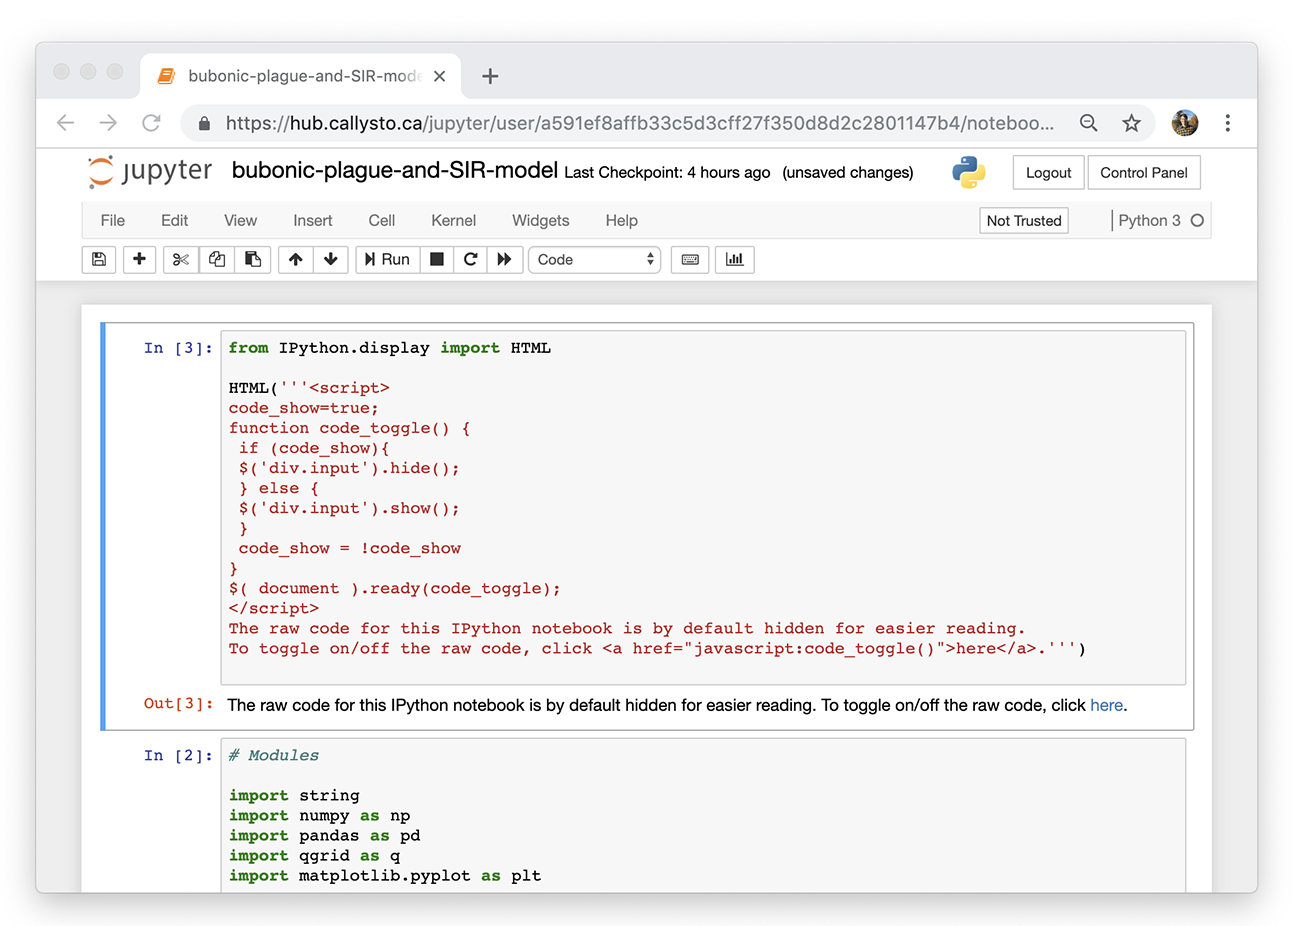 bubonic-plague-and-SIR-mode
https://hub.callysto.ca/jupyter/user/a591ef8affb33c5d3cff27f350d8d2c2801147b4/noteboo...
jupyter bubonic-plague-and-SIR-model Last Checkpoint: 4 hours ago (unsaved changes) Logout Control Panel
File Edit View Insert Cell Kernel Widgets Help Not Trusted Python 3
Run Code
In [3]: from IPython.display import HTML
HTML('''<script>
code_show=true;
function code_toggle() {
if (code_show){
$('div.input').hide();
} else {
$('div.input').show();
}
code_show = !code_show
}
$( document ).ready(code_toggle);
</script>
The raw code for this IPython notebook is by default hidden for easier reading.
To toggle on/off the raw code, click <a href="javascript:code_toggle()">here</a>.''')
Out[3]: The raw code for this IPython notebook is by default hidden for easier reading. To toggle on/off the raw code, click here.
In [2]: # Modules
import string
import numpy as np
import pandas as pd
import qgrid as q
import matplotlib.pyplot as plt